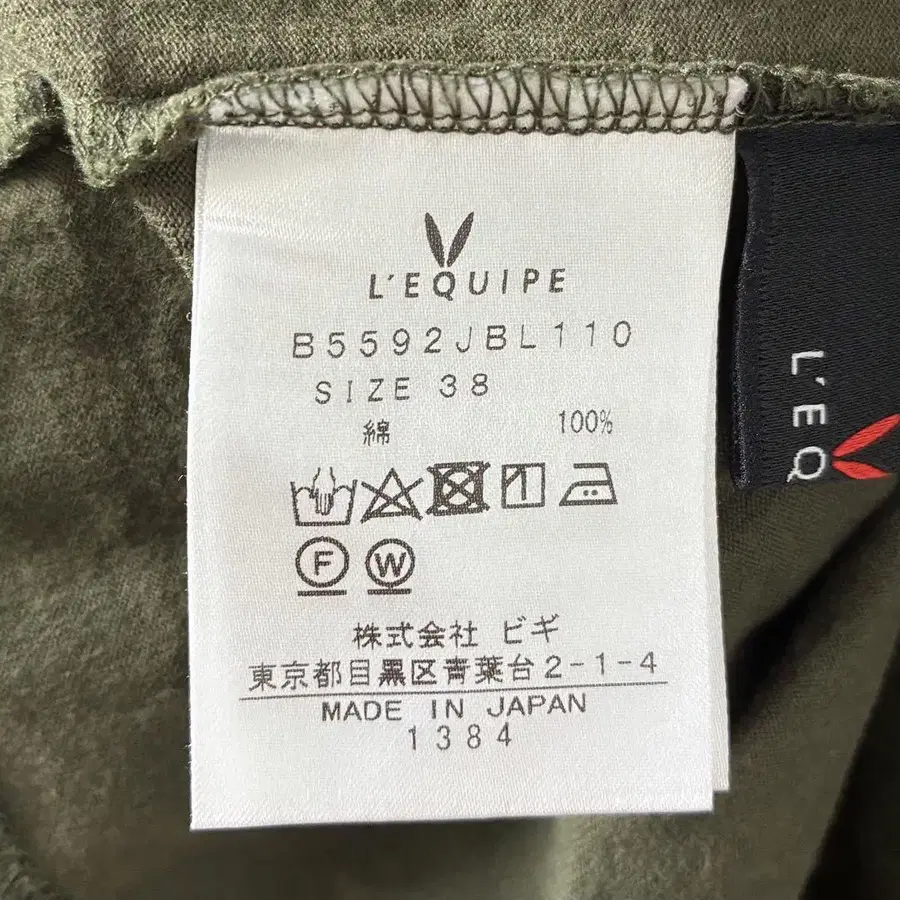 L'EQUIPE
B5592JBL110
SIZE 38
綿 100%
F W
株式会社 ビギ
東京都目黒区青葉台2-1-4
MADE IN JAPAN
1384
L'EQ